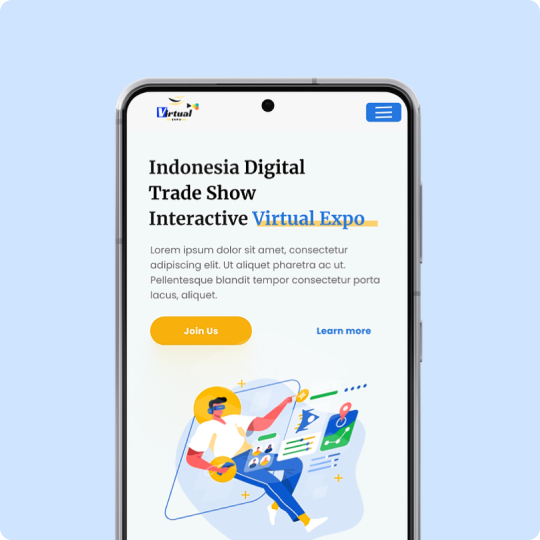 Virtual
EXPO
Indonesia Digital
Trade Show
Interactive Virtual Expo
Lorem ipsum dolor sit amet, consectetur
adipiscing elit. Ut aliquet pharetra ac ut.
Pellentesque blandit tempor consectetur porta
lacus, aliquet.
Join Us
Learn more